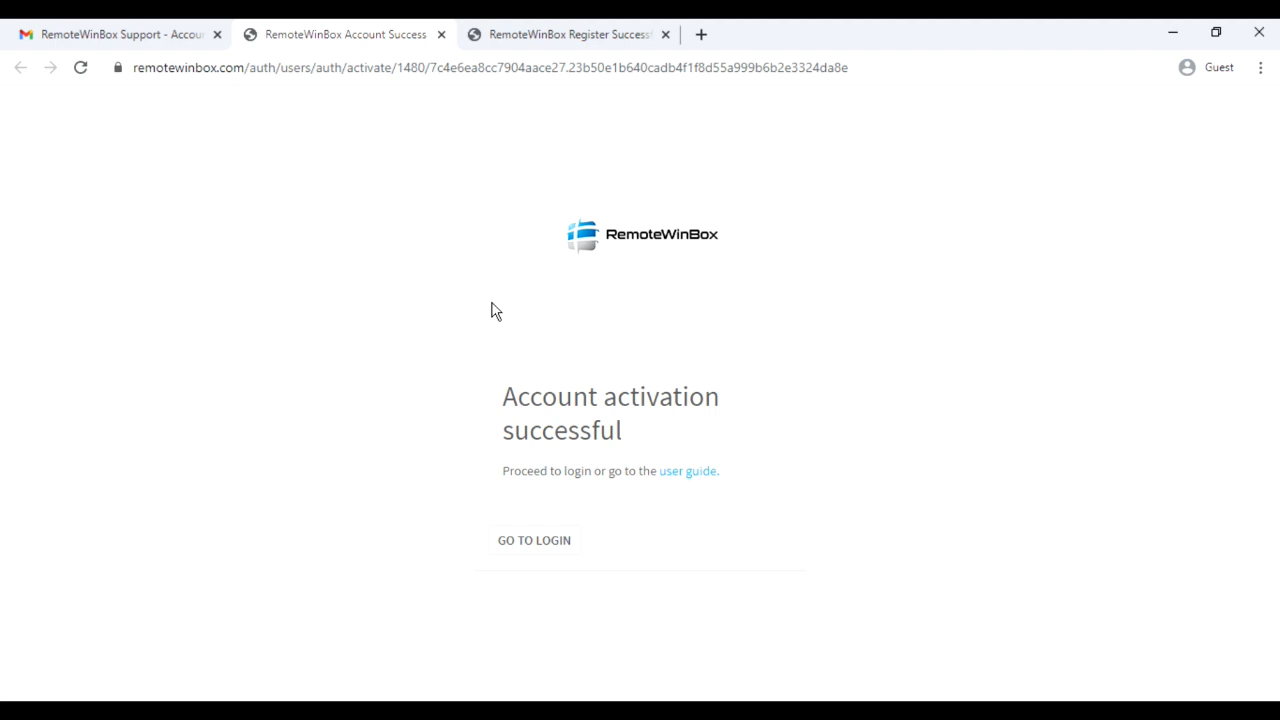 RemoteWinBox Support - Accou
RemoteWinBox Account Success
RemoteWinBox Register Success
remotewinbox.com/auth/users/auth/activate/1480/7c4e6ea8cc7904aace27.23b50e1b640cadb4f1f8d55a999b6b2e3324da8e
Guest
RemoteWinBox
Account activation
successful
Proceed to login or go to the user guide.
GO TO LOGIN